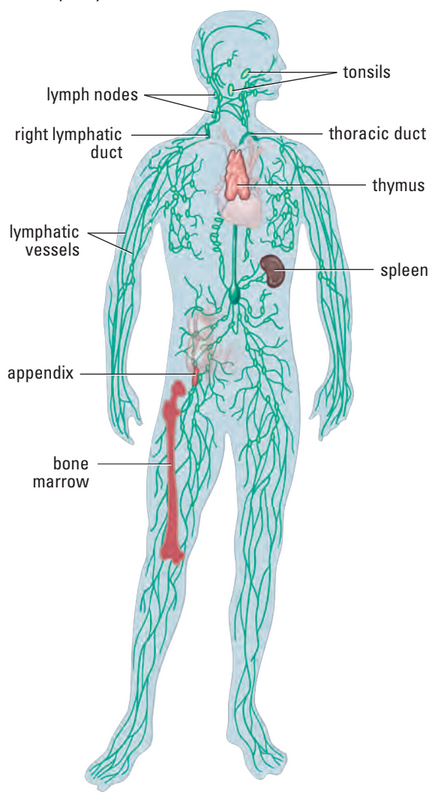 tonsils
lymph nodes
right lymphatic
duct
thoracic duct
thymus
lymphatic
vessels
spleen
appendix
bone
marrow